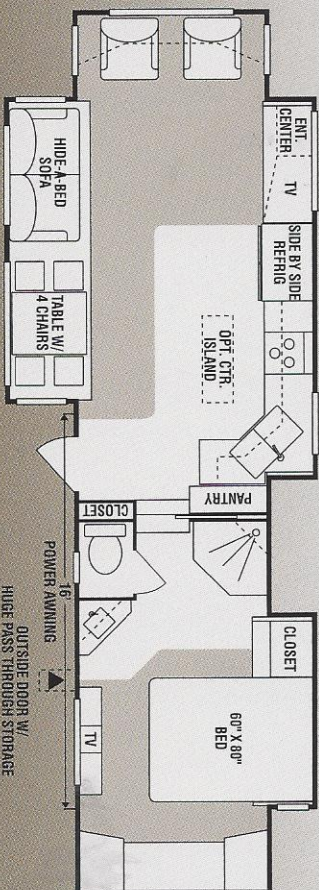 ENT.
CENTER
TV
SIDE BY SIDE
REFRIG
HIDE-A-BED
SOFA
TABLE W/
4 CHAIRS
OPT. CTR.
ISLAND
PANTRY
CLOSET
16'
POWER AWNING
OUTSIDE DOOR W/
HUGE PASS THROUGH STORAGE
CLOSET
60" X 80"
BED
TV